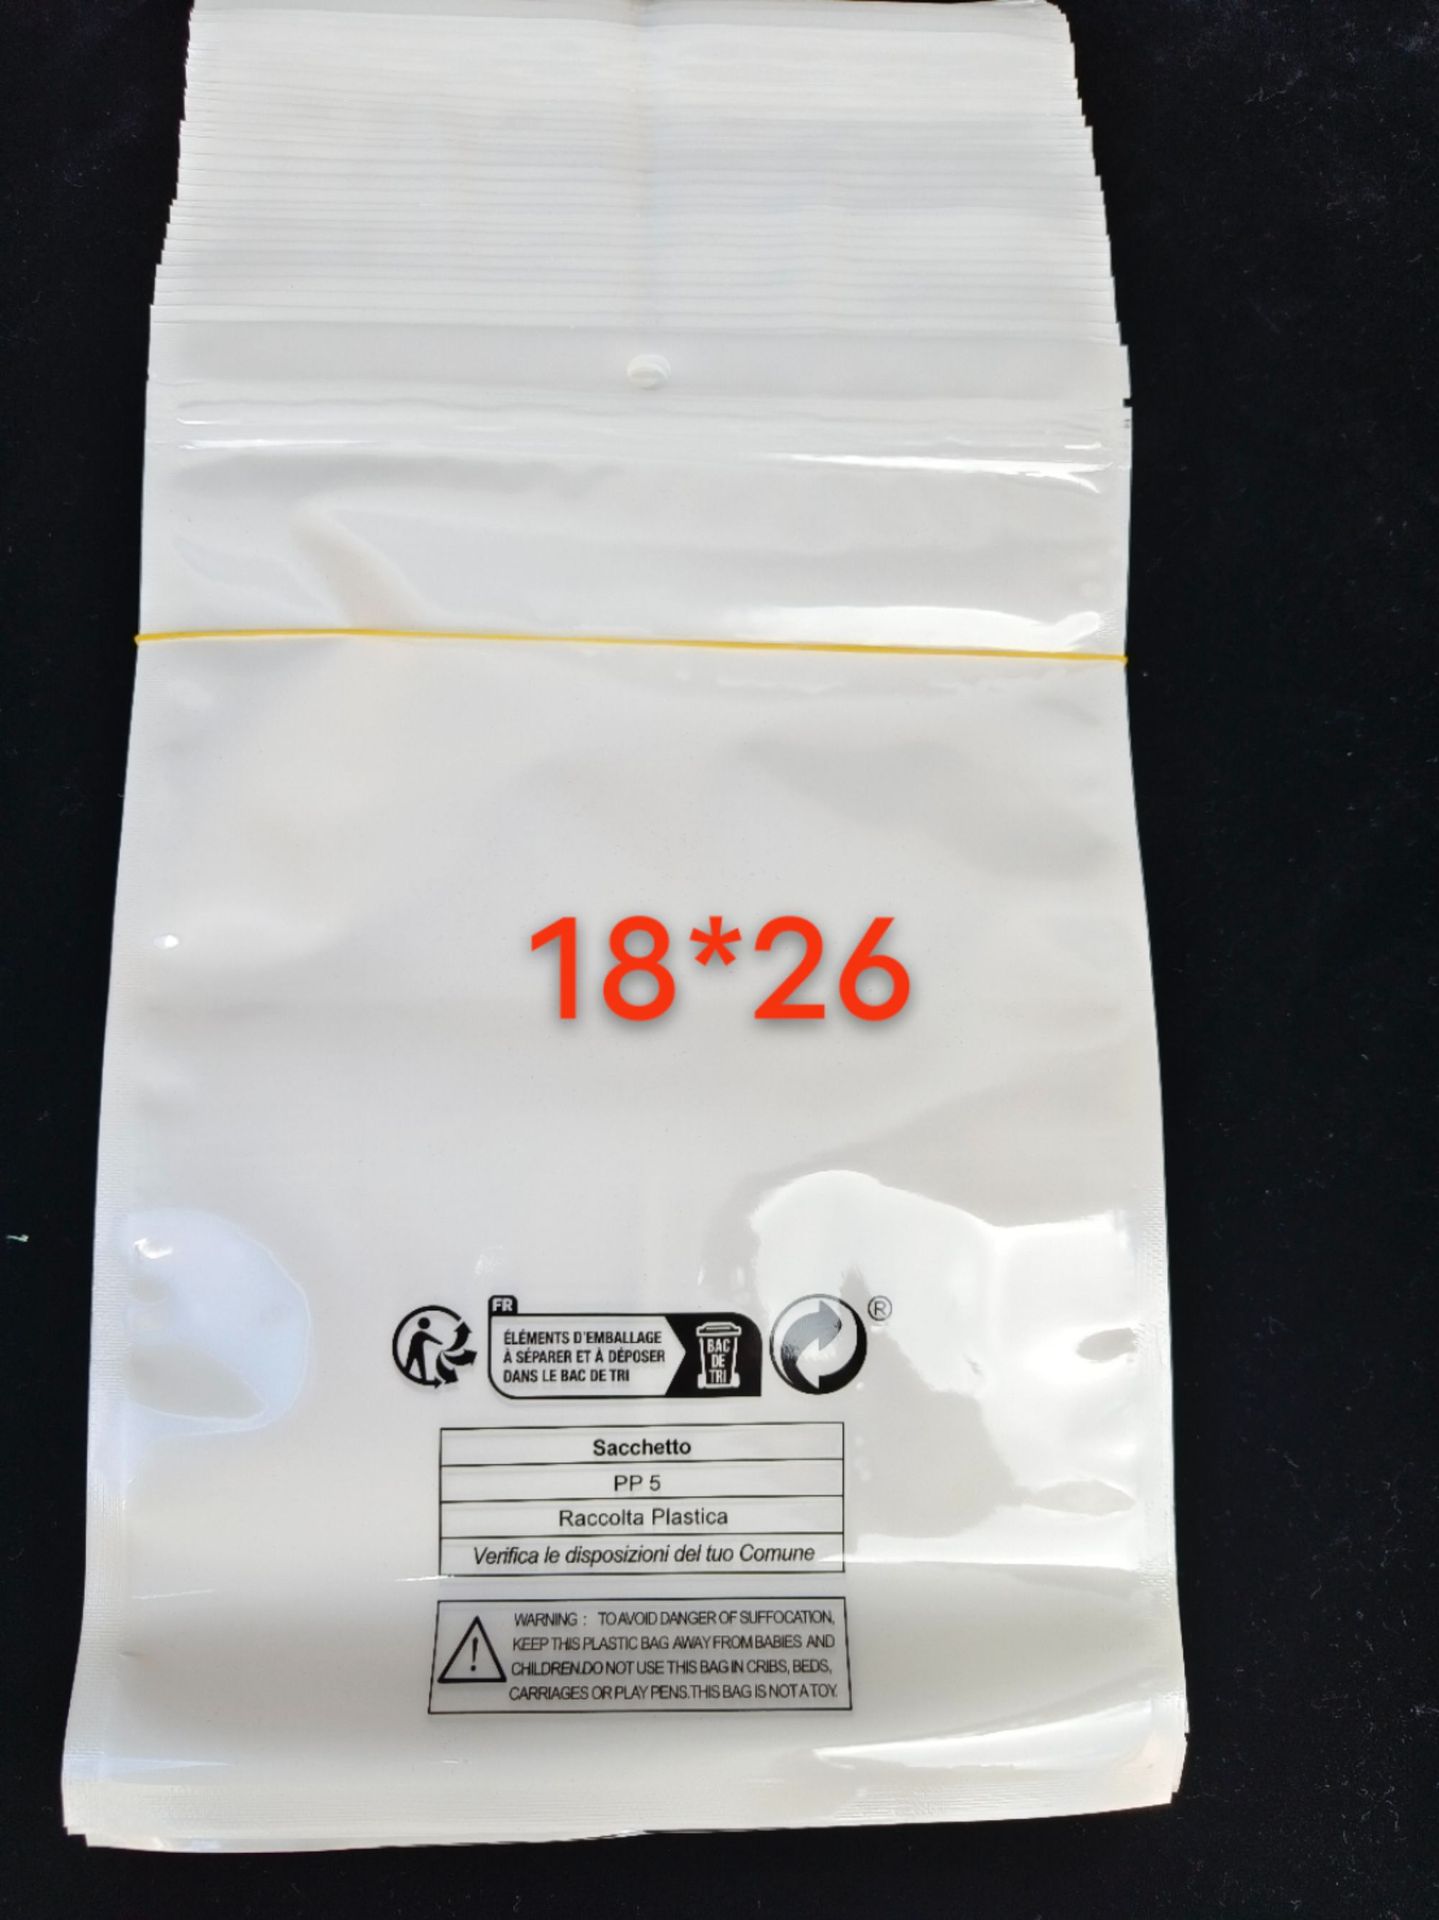 18*26
FR
ÉLÉMENTS D'EMBALLAGE
À SÉPARER ET À DÉPOSER
DANS LE BAC DE TRI
BAC
DE
TRI
®
Sacchetto
PP 5
Raccolta Plastica
Verifica le disposizioni del tuo Comune
WARNING : TO AVOID DANGER OF SUFFOCATION,
KEEP THIS PLASTIC BAG AWAY FROM BABIES AND
CHILDREN.DO NOT USE THIS BAG IN CRIBS, BEDS,
CARRIAGES OR PLAY PENS.THIS BAG IS NOT A TOY.